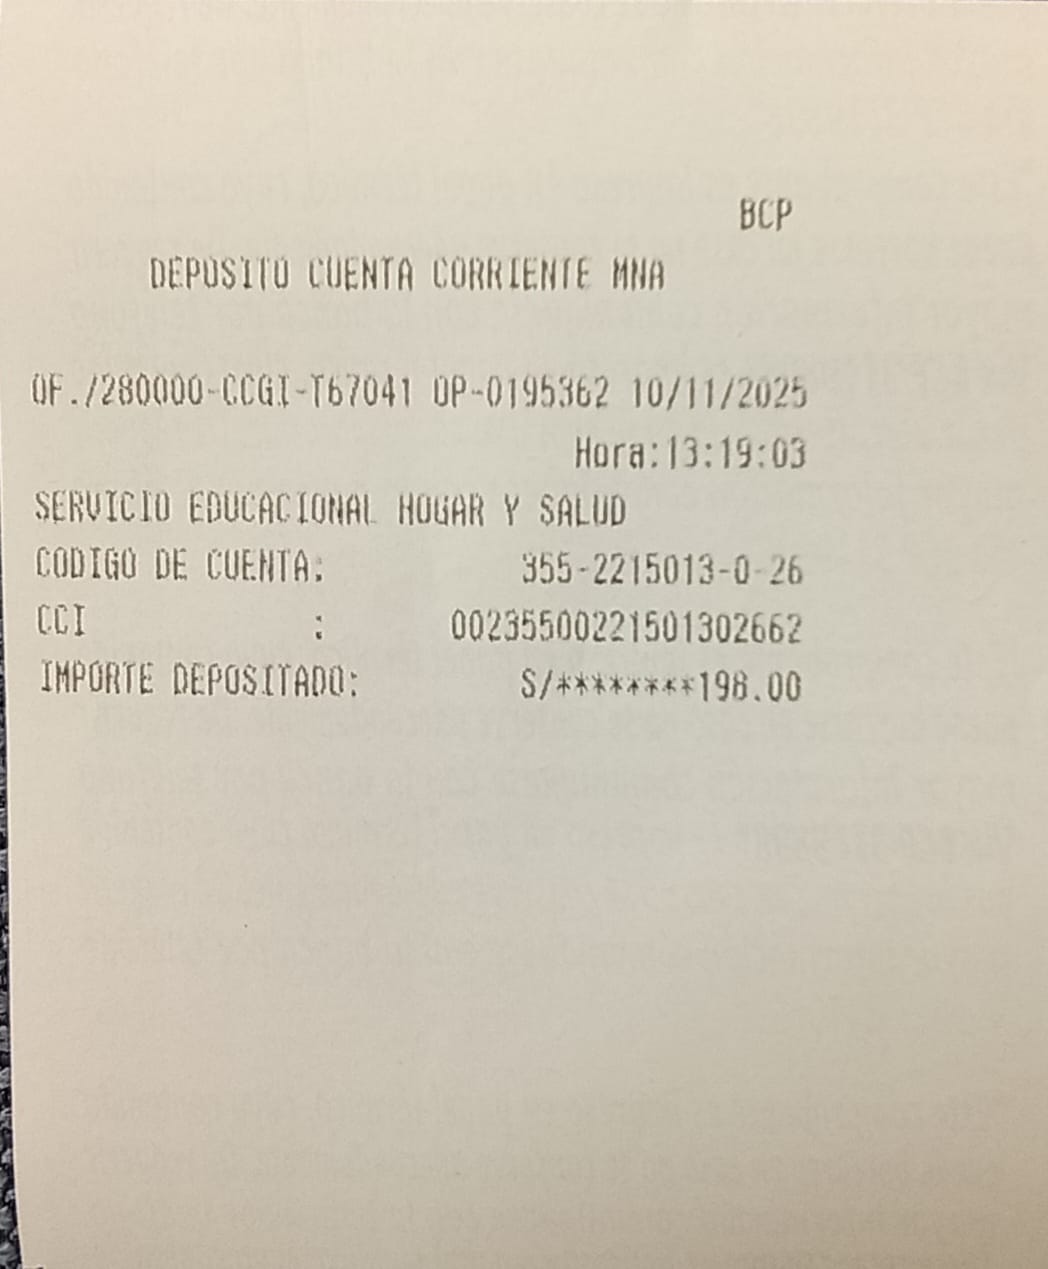 BCP
DEPOSITO CUENTA CORRIENTE MNA
OF./280000-CCGI-T67041 OP-0195362 10/11/2025
Hora:13:19:03
SERVICIO EDUCACIONAL HOGAR Y SALUD
CODIGO DE CUENTA: 355-2215013-0-26
CCI : 00235500221501302662
IMPORTE DEPOSITADO: S/********198.00